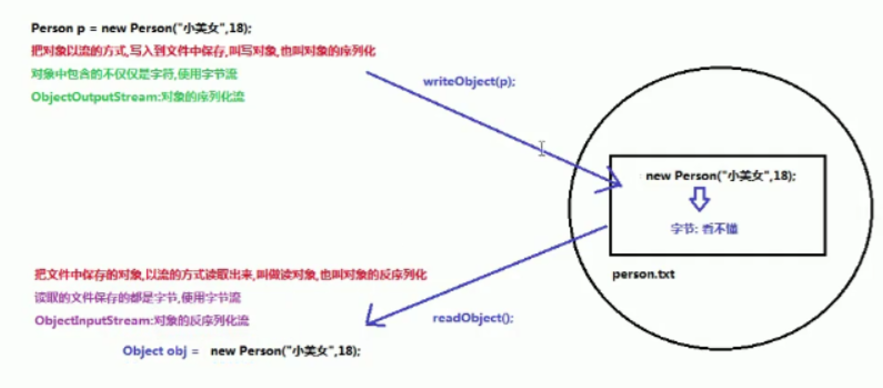 Person p = new Person("小美女",18);
把对象以流的方式,写入到文件中保存,叫写对象,也叫对象的序列化
对象中包含的不仅仅是字符,使用字节流
ObjectOutputStream:对象的序列化流
writeObject(p);
new Person("小美女",18);
字节: 看不懂
person.txt
把文件中保存的对象,以流的方式读取出来,叫做读对象,也叫对象的反序列化
读取的文件保存的都是字节,使用字节流
ObjectInputStream:对象的反序列化流
readObject();
Object obj = new Person("小美女",18);